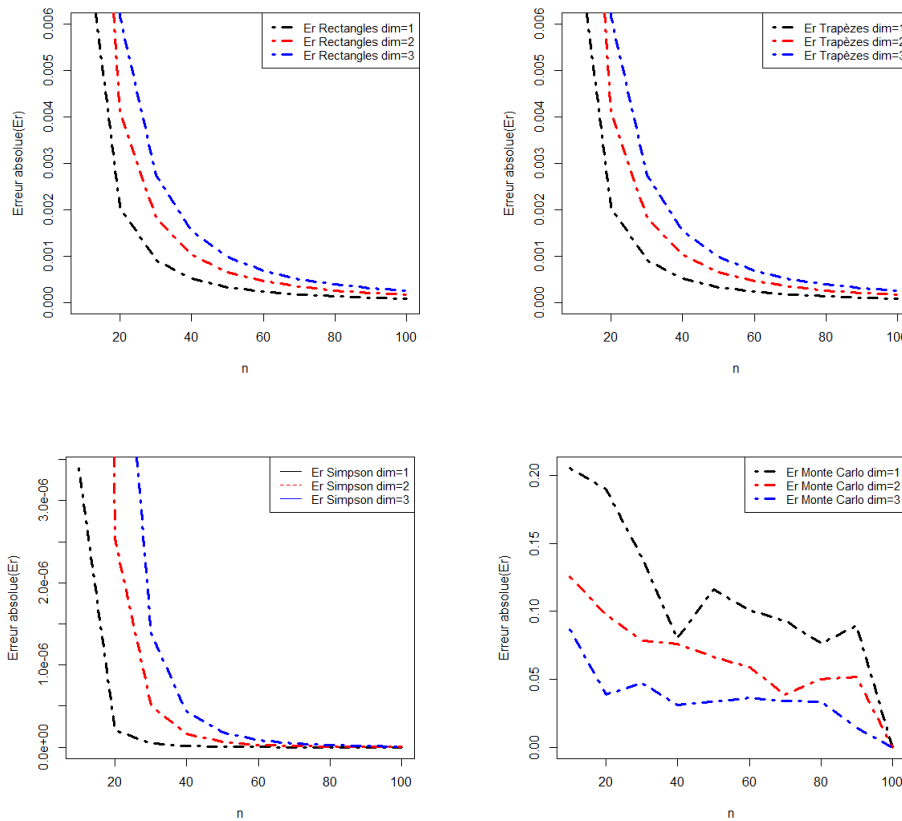 Er Rectangles dim=1
Er Rectangles dim=2
Er Rectangles dim=3
Erreur absolue(Er)
0.006
0.005
0.004
0.003
0.002
0.001
0.000
20 40 60 80 100
n
Er Trapèzes dim=1
Er Trapèzes dim=2
Er Trapèzes dim=3
Erreur absolue(Er)
0.006
0.005
0.004
0.003
0.002
0.001
0.000
20 40 60 80 100
n
Er Simpson dim=1
Er Simpson dim=2
Er Simpson dim=3
Erreur absolue(Er)
3.0e-06
2.0e-06
1.0e-06
0.0e+00
20 40 60 80 100
n
Er Monte Carlo dim=1
Er Monte Carlo dim=2
Er Monte Carlo dim=3
Erreur absolue(Er)
0.20
0.15
0.10
0.05
0.00
20 40 60 80 100
n